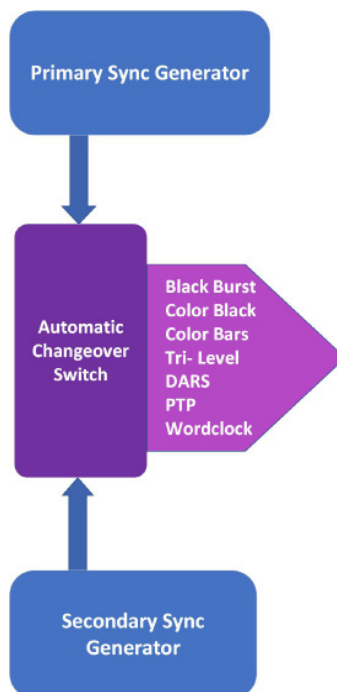 Primary Sync Generator
Automatic
Changeover
Switch
Black Burst
Color Black
Color Bars
Tri- Level
DARS
PTP
Wordclock
Secondary Sync
Generator